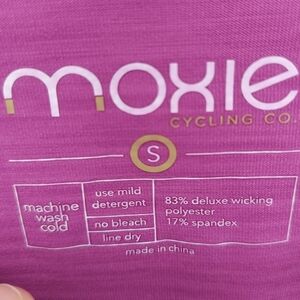 moxie
CYCLING CO.
S
machine
wash
cold
use mild
detergent
no bleach
line dry
83% deluxe wicking
polyester
17% spandex
made in china